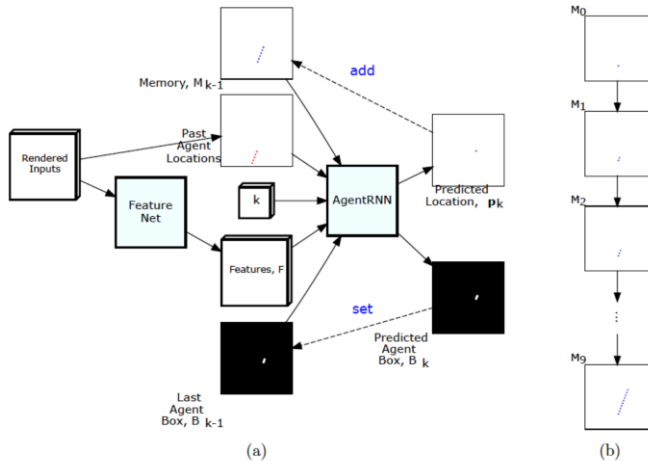 Memory, M k-1
add
Past
Agent
Locations
Rendered
Inputs
Feature
Net
k
AgentRNN
Predicted
Location, pk
Features, F
set
Predicted
Agent
Box, B k
Last
Agent
Box, B k-1
(a)
M0
M1
M2
...
M9
(b)